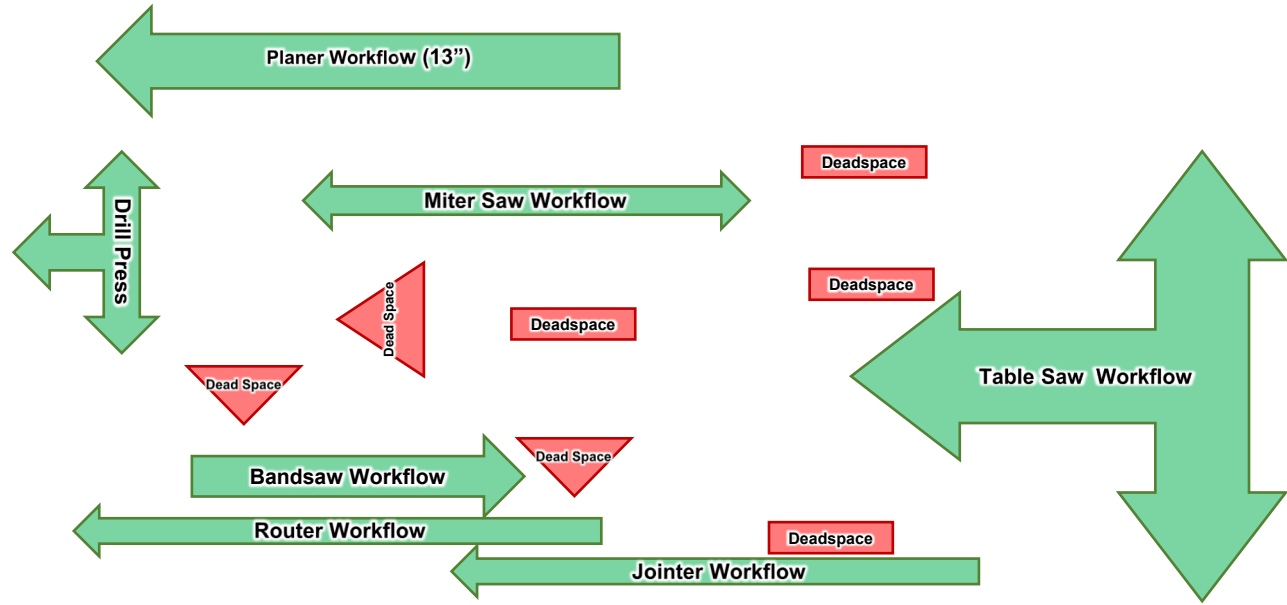 Planer Workflow (13”)
Deadspace
Miter Saw Workflow
Drill Press
Deadspace
Dead Space
Deadspace
Table Saw  Workflow
Dead Space
Dead Space
Bandsaw Workflow
Router Workflow
Deadspace
Jointer Workflow